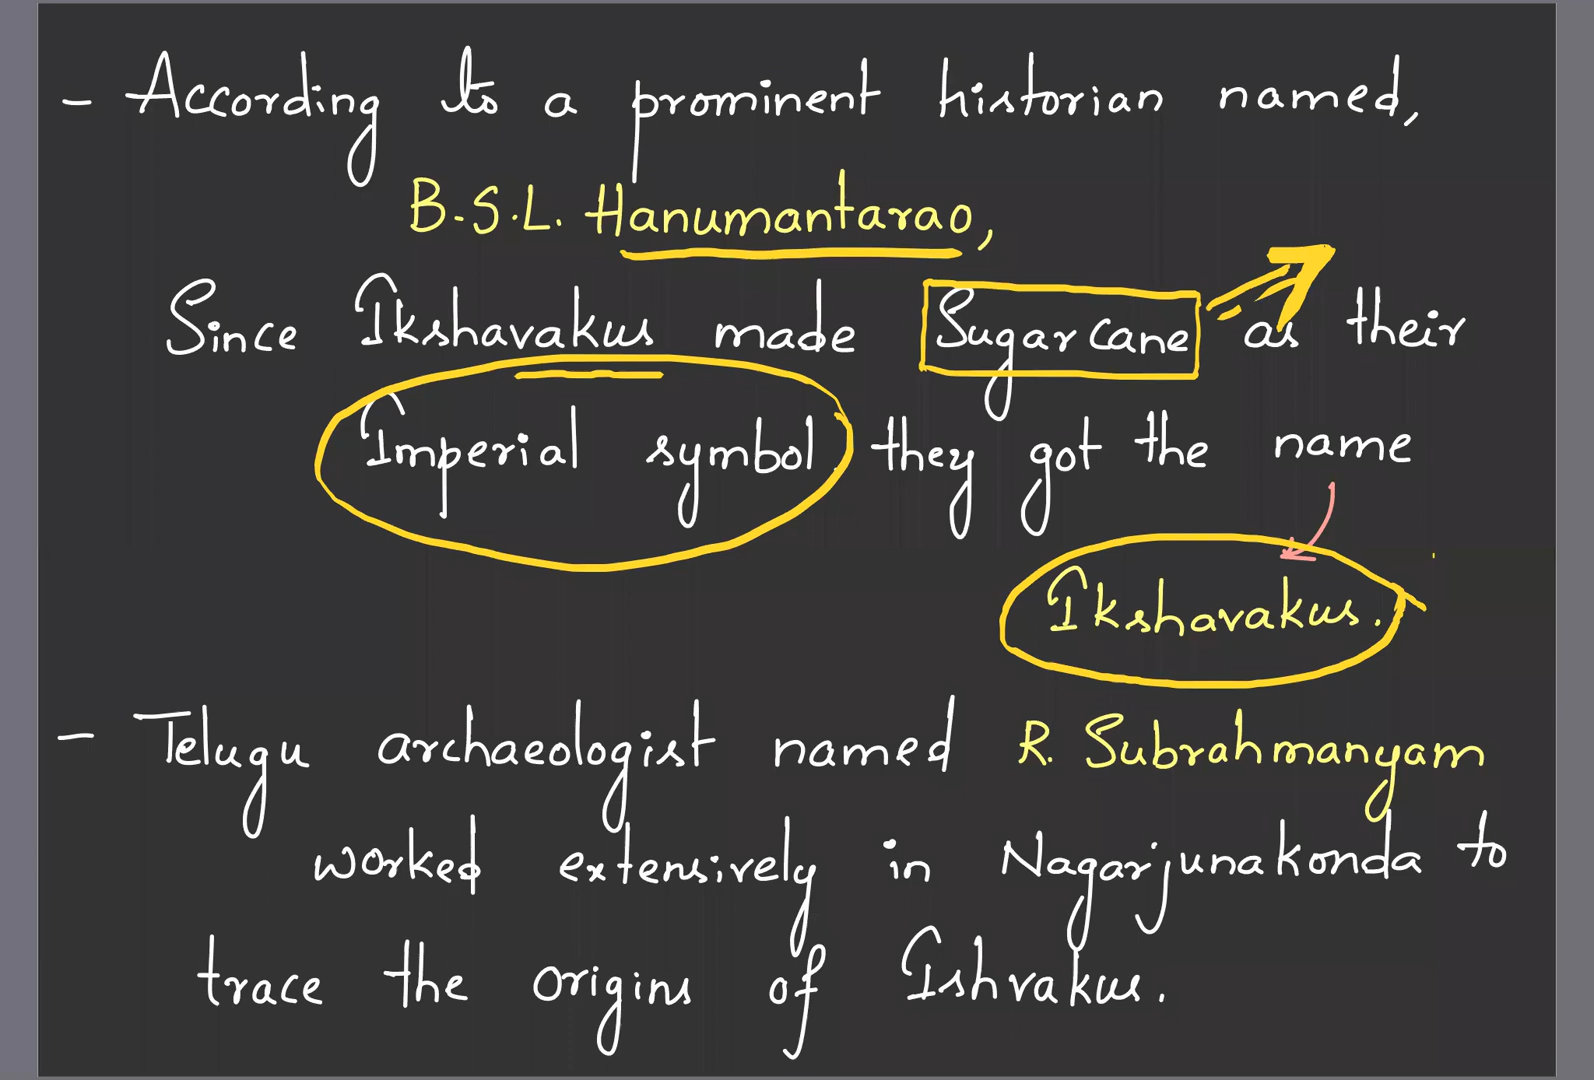 - According to a prominent historian named,
B.S.L. Hanumantarao,
Since Ikshavakus made Sugarcane as their
Imperial symbol they got the name
Ikshavakus.
- Telugu archaeologist named R. Subrahmanyam
worked extensively in Nagarjunakonda to
trace the origins of Ishvakus.